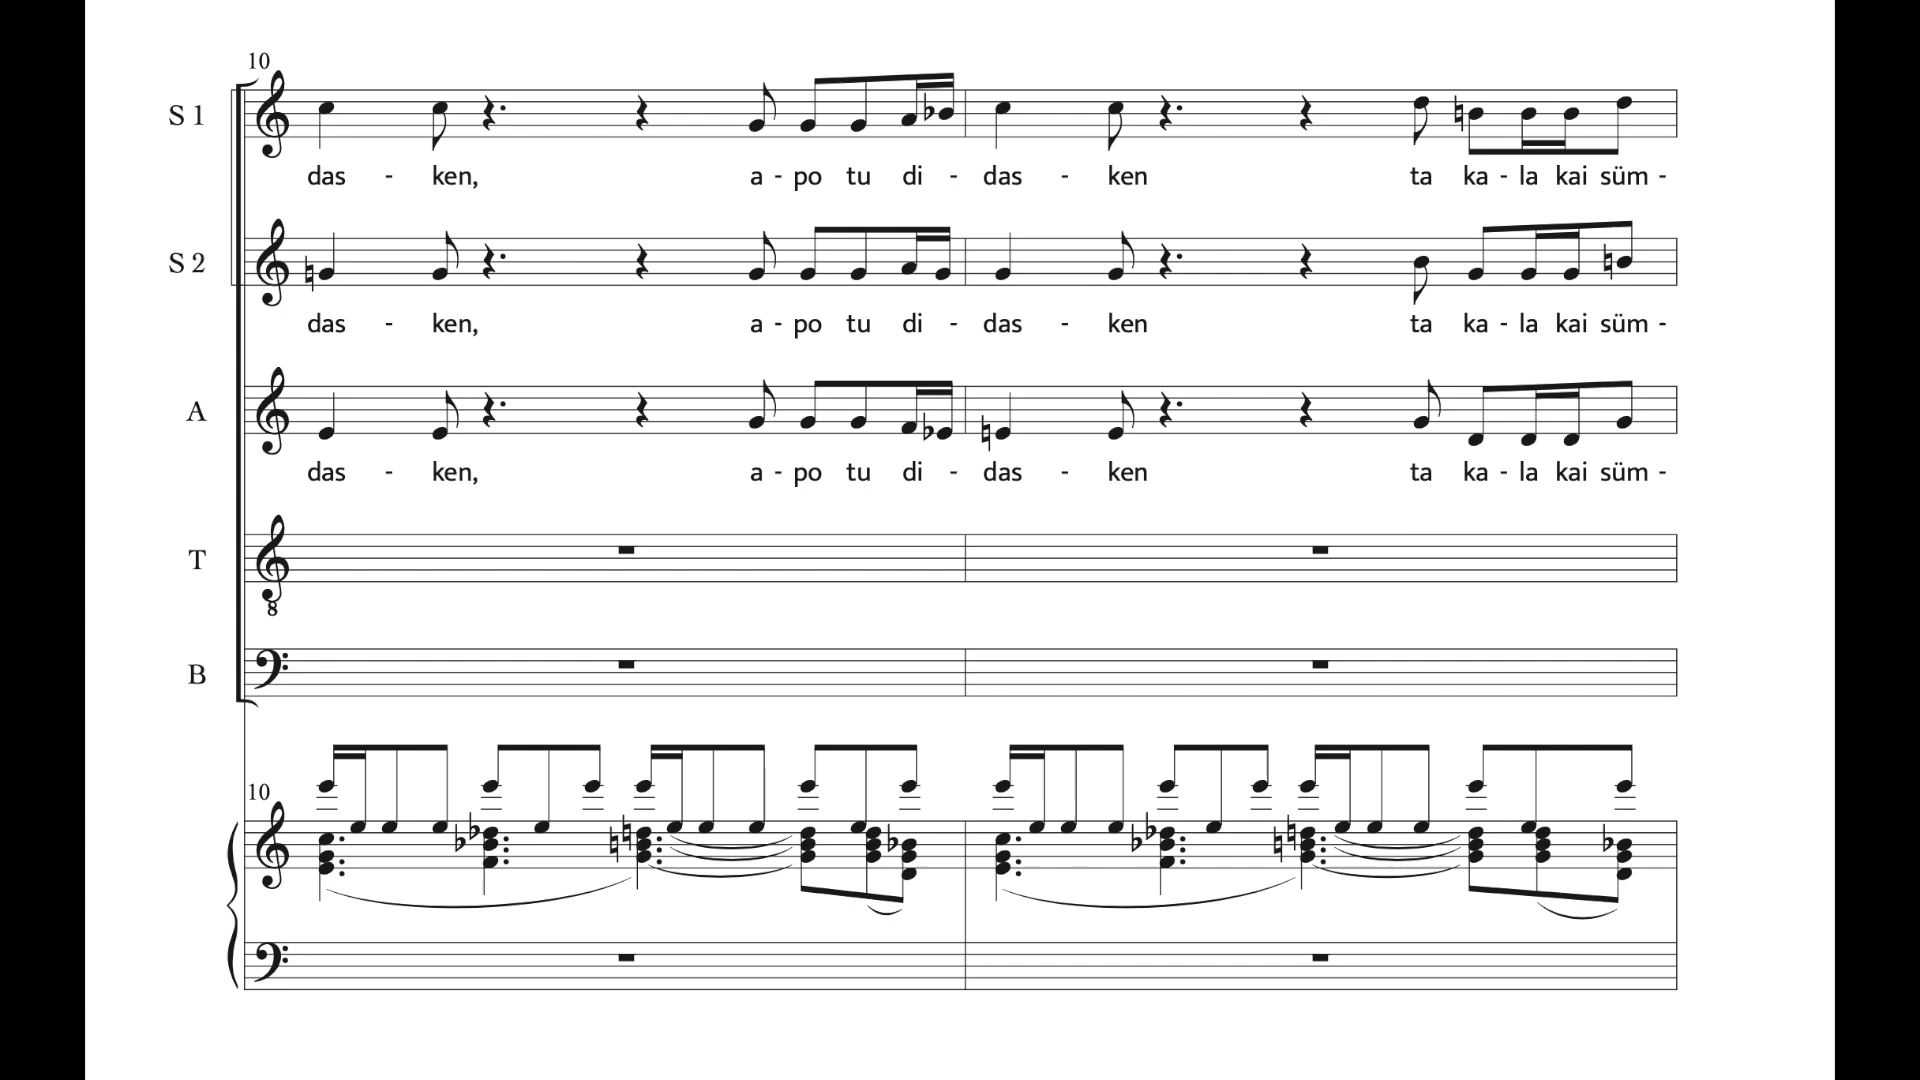 10
S 1
das - ken, a - po tu di - das - ken ta ka - la kai süm -
S 2
das - ken, a - po tu di - das - ken ta ka - la kai süm -
A
das - ken, a - po tu di - das - ken ta ka - la kai süm -
T
8
B
10